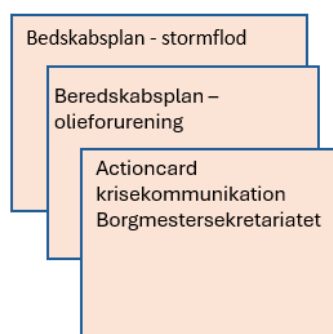 Bedskabsplan - stormflod
Beredskabsplan –
olieforurening
Actioncard
krisekommunikation
Borgmestersekretariatet